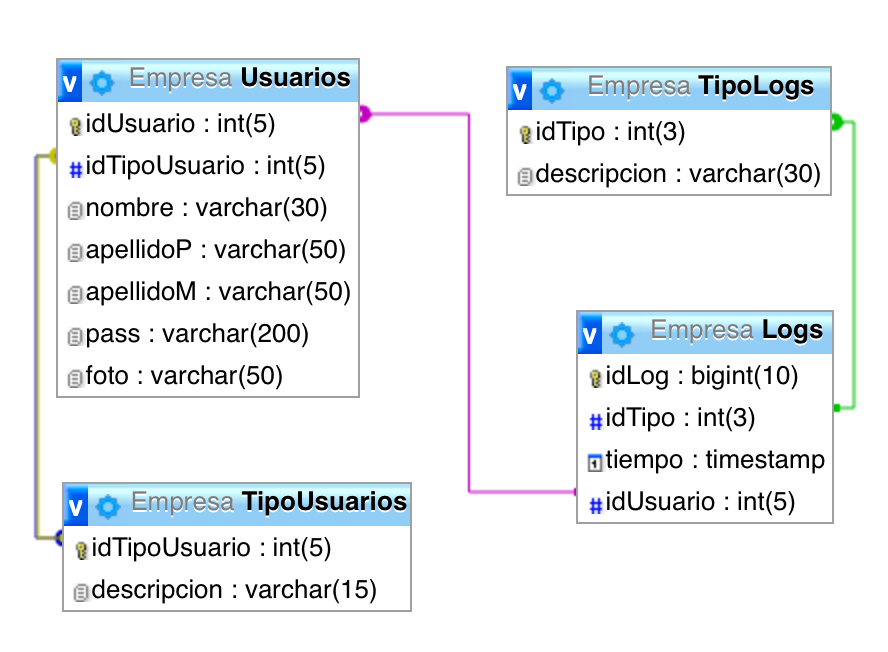 v Empresa Usuarios
idUsuario : int(5)
# idTipoUsuario : int(5)
nombre : varchar(30)
apellidoP : varchar(50)
apellidoM : varchar(50)
pass : varchar(200)
foto : varchar(50)
v Empresa TipoLogs
idTipo : int(3)
descripcion : varchar(30)
v Empresa Logs
idLog : bigint(10)
# idTipo : int(3)
1 tiempo : timestamp
# idUsuario : int(5)
v Empresa TipoUsuarios
idTipoUsuario : int(5)
descripcion : varchar(15)